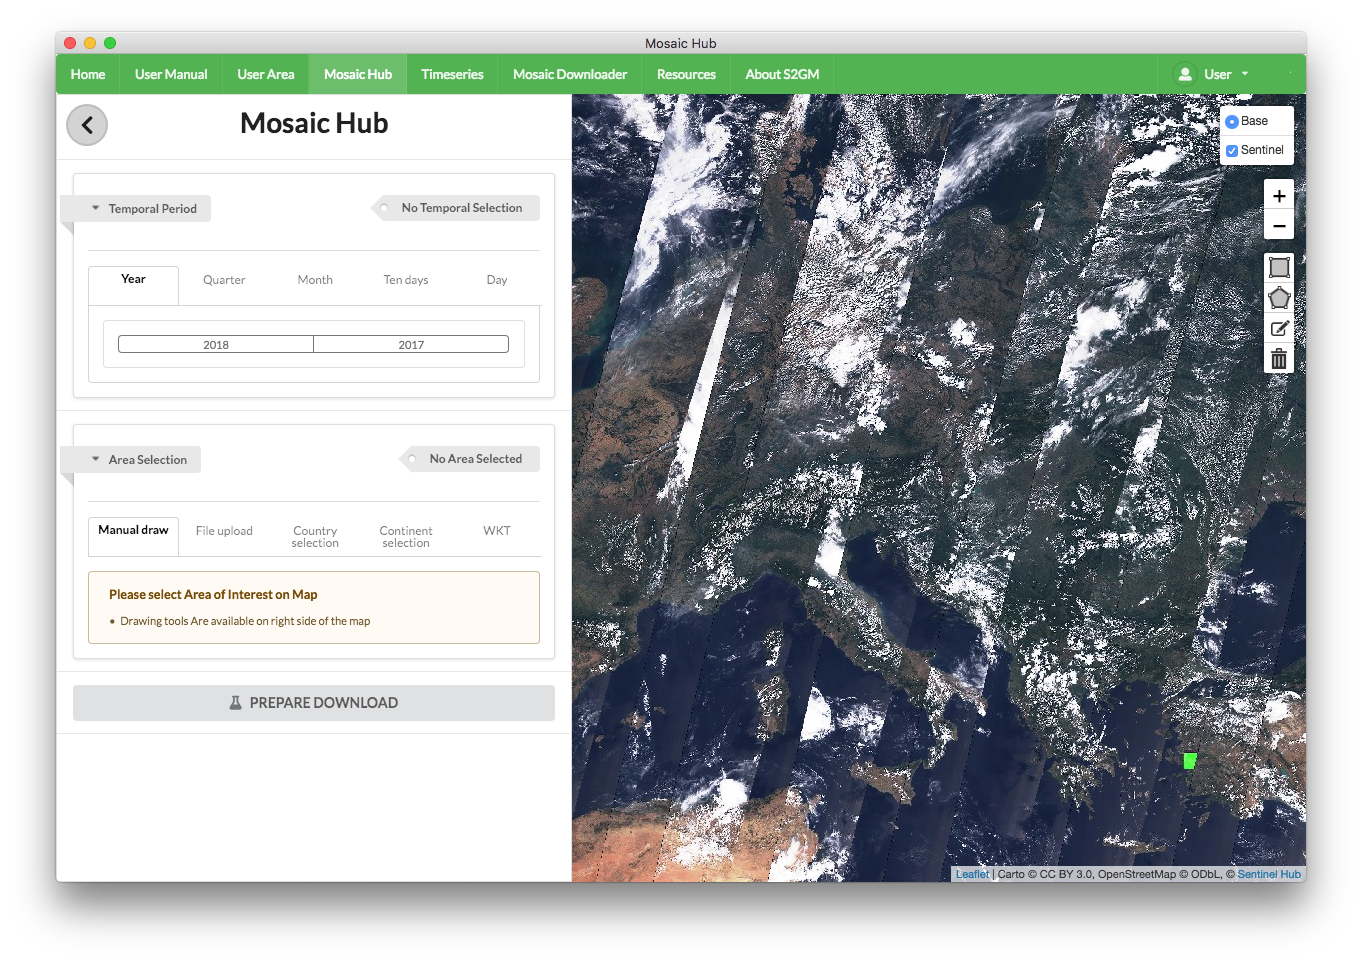 Mosaic Hub
Home User Manual User Area Mosaic Hub Timeseries Mosaic Downloader Resources About S2GM User
Mosaic Hub
Base
Sentinel
Temporal Period No Temporal Selection
+
−
Year Quarter Month Ten days Day
2018 2017
Area Selection No Area Selected
Manual draw File upload Country selection Continent selection WKT
Please select Area of Interest on Map
• Drawing tools Are available on right side of the map
PREPARE DOWNLOAD
Leaflet | Carto © CC BY 3.0, OpenStreetMap © ODbL, © Sentinel Hub